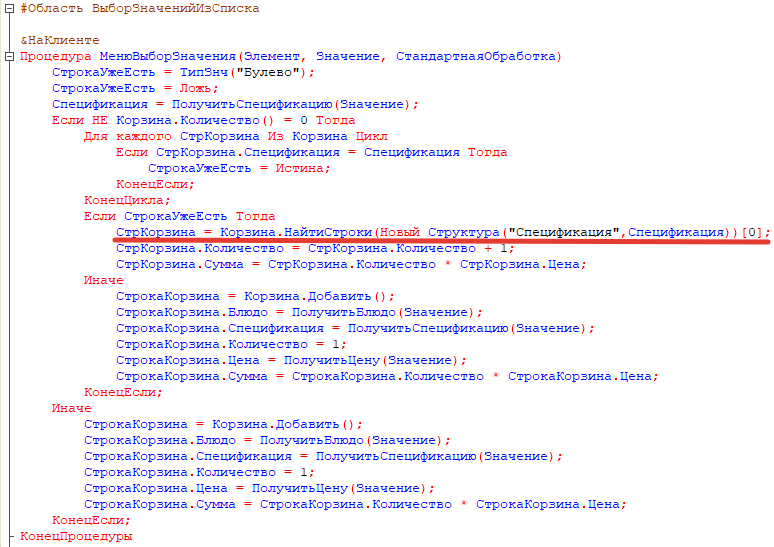 #Область ВыборЗначенийИзСписка
&НаКлиенте
Процедура МенюВыборЗначения(Элемент, Значение, СтандартнаяОбработка)
СтрокаУжеЕсть = ТипЗнч("Булево");
СтрокаУжеЕсть = Ложь;
Спецификация = ПолучитьСпецификацию(Значение);
Если НЕ Корзина.Количество() = 0 Тогда
Для каждого СтрКорзина Из Корзина Цикл
Если СтрКорзина.Спецификация = Спецификация Тогда
СтрокаУжеЕсть = Истина;
КонецЕсли;
КонецЦикла;
Если СтрокаУжеЕсть Тогда
СтрКорзина = Корзина.НайтиСтроки(Новый Структура("Спецификация",Спецификация))[0];
СтрКорзина.Количество = СтрКорзина.Количество + 1;
СтрКорзина.Сумма = СтрКорзина.Количество * СтрКорзина.Цена;
Иначе
СтрокаКорзина = Корзина.Добавить();
СтрокаКорзина.Блюдо = ПолучитьБлюдо(Значение);
СтрокаКорзина.Спецификация = ПолучитьСпецификацию(Значение);
СтрокаКорзина.Количество = 1;
СтрокаКорзина.Цена = ПолучитьЦену(Значение);
СтрокаКорзина.Сумма = СтрокаКорзина.Количество * СтрокаКорзина.Цена;
КонецЕсли;
Иначе
СтрокаКорзина = Корзина.Добавить();
СтрокаКорзина.Блюдо = ПолучитьБлюдо(Значение);
СтрокаКорзина.Спецификация = ПолучитьСпецификацию(Значение);
СтрокаКорзина.Количество = 1;
СтрокаКорзина.Цена = ПолучитьЦену(Значение);
СтрокаКорзина.Сумма = СтрокаКорзина.Количество * СтрокаКорзина.Цена;
КонецЕсли;
КонецПроцедуры